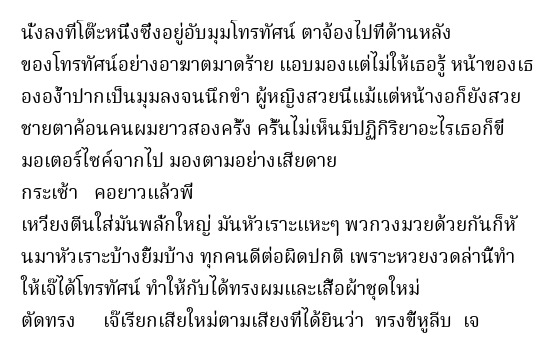 นั่งลงที่โต๊ะหนึ่งซึ่งอยู่อับมุมโทรทัศน์ ตาจ้องไปที่ด้านหลัง
ของโทรทัศน์อย่างอาฆาตมาดร้าย แอบมองแต่ไม่ให้เธอรู้ หน้าของเธ
อองง้ำปากเป็นมุมลงจนนึกขำ ผู้หญิงสวยนี่แม้แต่หน้างอก็ยังสวย
ชายตาค้อนคนผมยาวสองครั้ง ครั้นไม่เห็นมีปฏิกิริยาอะไรเธอก็ขี่
มอเตอร์ไซค์จากไป มองตามอย่างเสียดาย
กระเซ้า คอยาวแล้วพี่
เหวี่ยงตีนใส่มันพลั่กใหญ่ มันหัวเราะแหะๆ พวกวงมวยด้วยกันก็หั
นมาหัวเราะบ้างยิ้มบ้าง ทุกคนดีต่อผิดปกติ เพราะหวยงวดล่านี้ทำ
ให้เจ๊ได้โทรทัศน์ ทำให้กับได้ทรงผมและเสื้อผ้าชุดใหม่
ตัดทรง เจ๊เรียกเสียใหม่ตามเสียงที่ได้ยินว่า ทรงขี้หูลีบ เจ